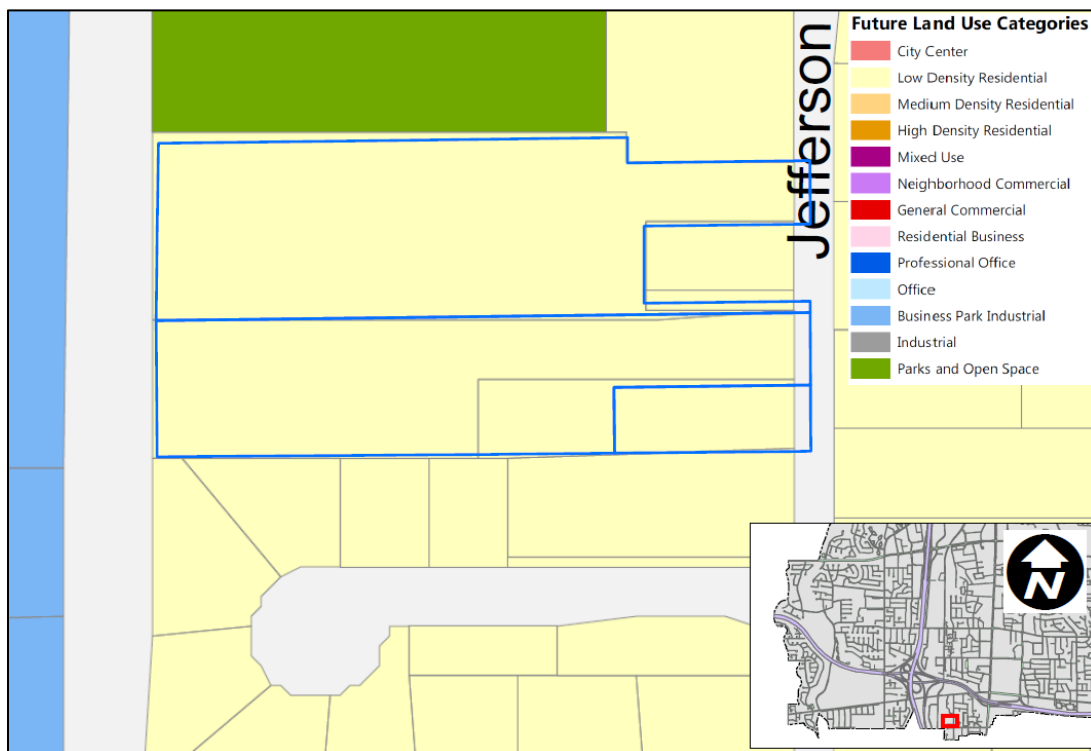 Jefferson
Future Land Use Categories
City Center
Low Density Residential
Medium Density Residential
High Density Residential
Mixed Use
Neighborhood Commercial
General Commercial
Residential Business
Professional Office
Office
Business Park Industrial
Industrial
Parks and Open Space
N